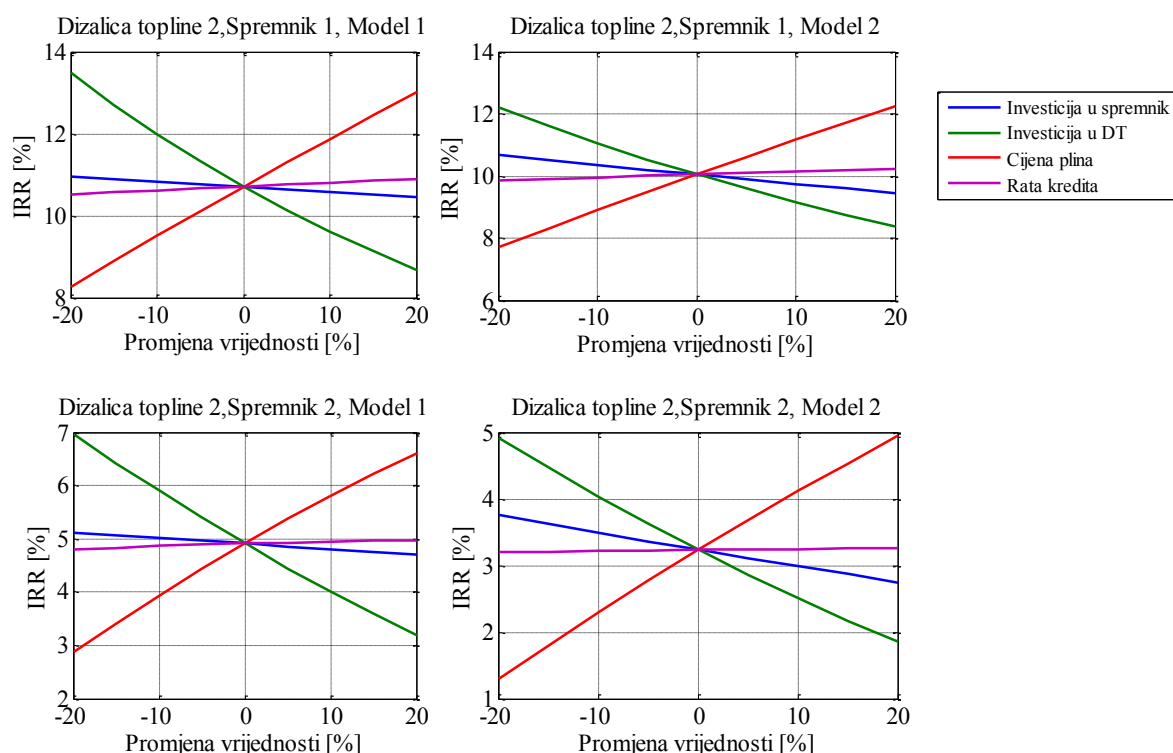 Dizalica topline 2,Spremnik 1, Model 1
14
12
10
8
IRR [%]
-20 -10 0 10 20
Promjena vrijednosti [%]
Dizalica topline 2,Spremnik 1, Model 2
14
12
10
8
6
IRR [%]
-20 -10 0 10 20
Promjena vrijednosti [%]
Investicija u spremnik
Investicija u DT
Cijena plina
Rata kredita
Dizalica topline 2,Spremnik 2, Model 1
7
6
5
4
3
2
IRR [%]
-20 -10 0 10 20
Promjena vrijednosti [%]
Dizalica topline 2,Spremnik 2, Model 2
5
4
3
2
1
IRR [%]
-20 -10 0 10 20
Promjena vrijednosti [%]